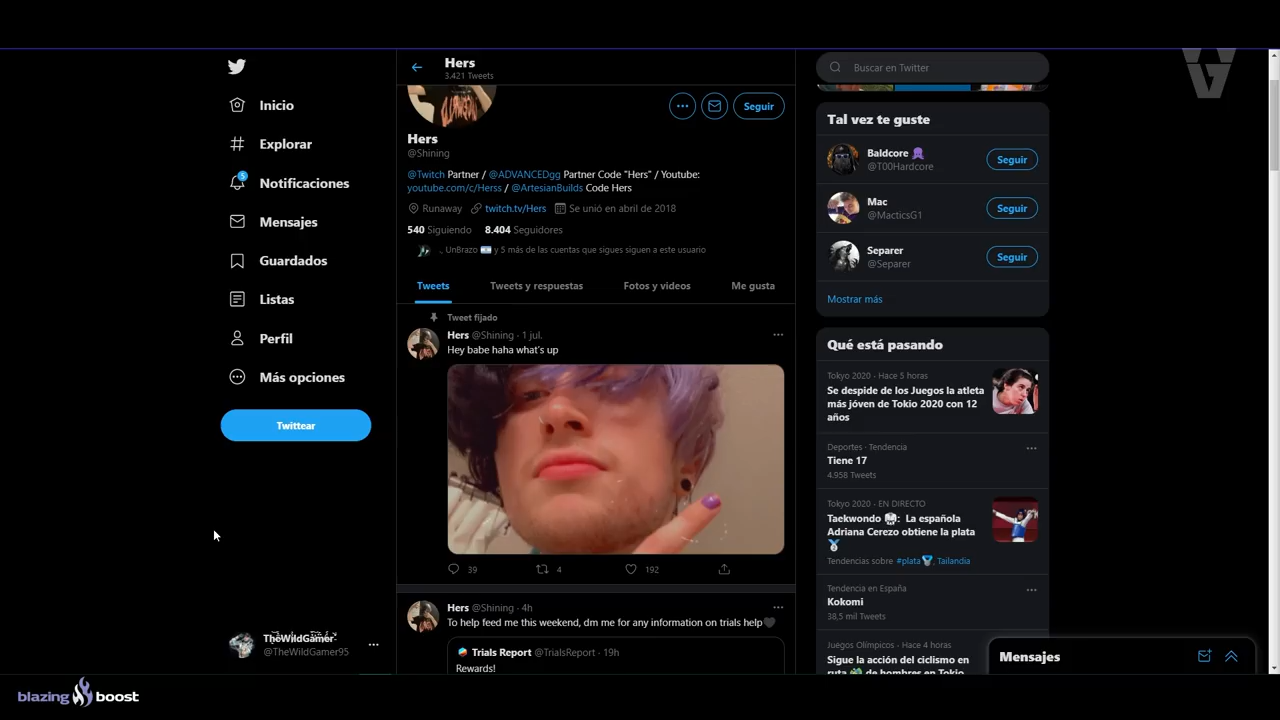 Hers
3.421 Tweets
Inicio
Explorar
5
Notificaciones
Mensajes
Guardados
Listas
Perfil
Más opciones
Twittear
TheWildGamer
@TheWildGamer95
Seguir
Hers
@Shining
@Twitch Partner / @ADVANCEDgg Partner Code "Hers" / Youtube:
youtube.com/c/Herss / @ArtesianBuilds Code Hers
Runaway twitch.tv/Hers Se unió en abril de 2018
540 Siguiendo 8.404 Seguidores
UnBrazo y 5 más de las cuentas que sigues siguen a este usuario
Tweets Tweets y respuestas Fotos y videos Me gusta
Tweet fijado
Hers @Shining · 1 jul.
Hey babe haha what's up
39 4 192
Hers @Shining · 4h
To help feed me this weekend, dm me for any information on trials help🖤
Trials Report @TrialsReport · 19h
Rewards!
Buscar en Twitter
Tal vez te guste
Baldcore
@T00Hardcore
Seguir
Mac
@MacticsG1
Seguir
Separer
@Separer
Seguir
Mostrar más
Qué está pasando
Tokyo 2020 · Hace 5 horas
Se despide de los Juegos la atleta
más jóven de Tokio 2020 con 12
años
Deportes · Tendencia
Tiene 17
4.958 Tweets
Tokyo 2020 · EN DIRECTO
Taekwondo 🥋: La española
Adriana Cerezo obtiene la plata
🥈
Tendencias sobre #plata🥈, Tailandia
Tendencia en España
Kokomi
38,5 mil Tweets
Juegos Olímpicos · Hace 4 horas
Sigue la acción del ciclismo en
ruta de hombres en Tokio
Mensajes
blazing boost